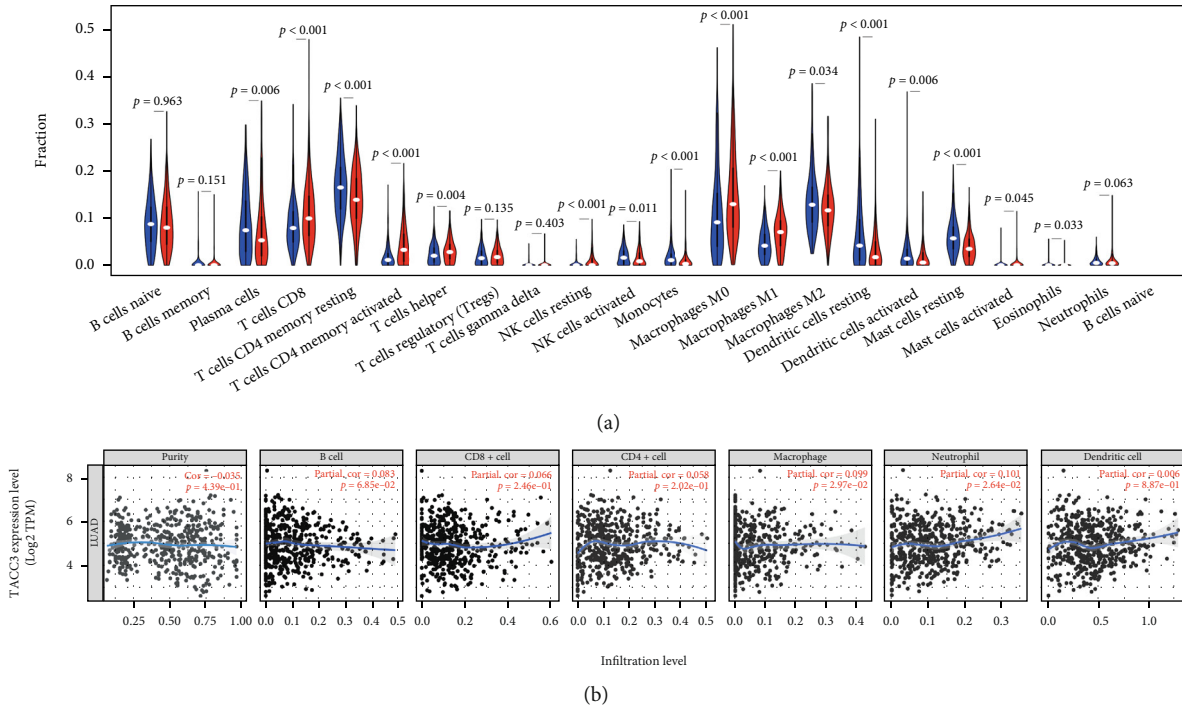 0.5
0.4
0.3
0.2
0.1
0.0
Fraction
p = 0.963
p = 0.151
p = 0.006
p < 0.001
p < 0.001
p < 0.001
p = 0.004
p = 0.135
p = 0.403
p < 0.001
p = 0.011
p < 0.001
p < 0.001
p < 0.001
p = 0.034
p < 0.001
p = 0.006
p < 0.001
p = 0.045
p = 0.033
p = 0.063
B cells naive
B cells memory
Plasma cells
T cells CD8
T cells CD4 memory resting
T cells CD4 memory activated
T cells helper
T cells regulatory (Tregs)
T cells gamma delta
NK cells resting
NK cells activated
Monocytes
Macrophages M0
Macrophages M1
Macrophages M2
Dendritic cells resting
Dendritic cells activated
Mast cells resting
Mast cells activated
Eosinphils
Neutrophils
B cells naive
(a)
TACC3 expression level
(Log2 TPM)
8
6
4
LUAD
Purity
Cor = –0.035
p = 4.39e–01
0.25 0.50 0.75 1.00
B cell
Partial. cor = 0.083
p = 6.85e–02
0.0 0.1 0.2 0.3 0.4 0.5
CD8 + cell
Partial. cor = 0.066
p = 2.46e–01
0.0 0.2 0.4 0.6
CD4 + cell
Partial. cor = 0.058
p = 2.02e–01
0.0 0.1 0.2 0.3 0.4 0.5
Macrophage
Partial. cor = 0.099
p = 2.97e–02
0.0 0.1 0.2 0.3 0.4
Neutrophil
Partial. cor = 0.101
p = 2.64e–02
0.0 0.1 0.2 0.3
Dendritic cell
Partial. cor = 0.006
p = 8.87e–01
0.0 0.5 1.0
Infiltration level
(b)